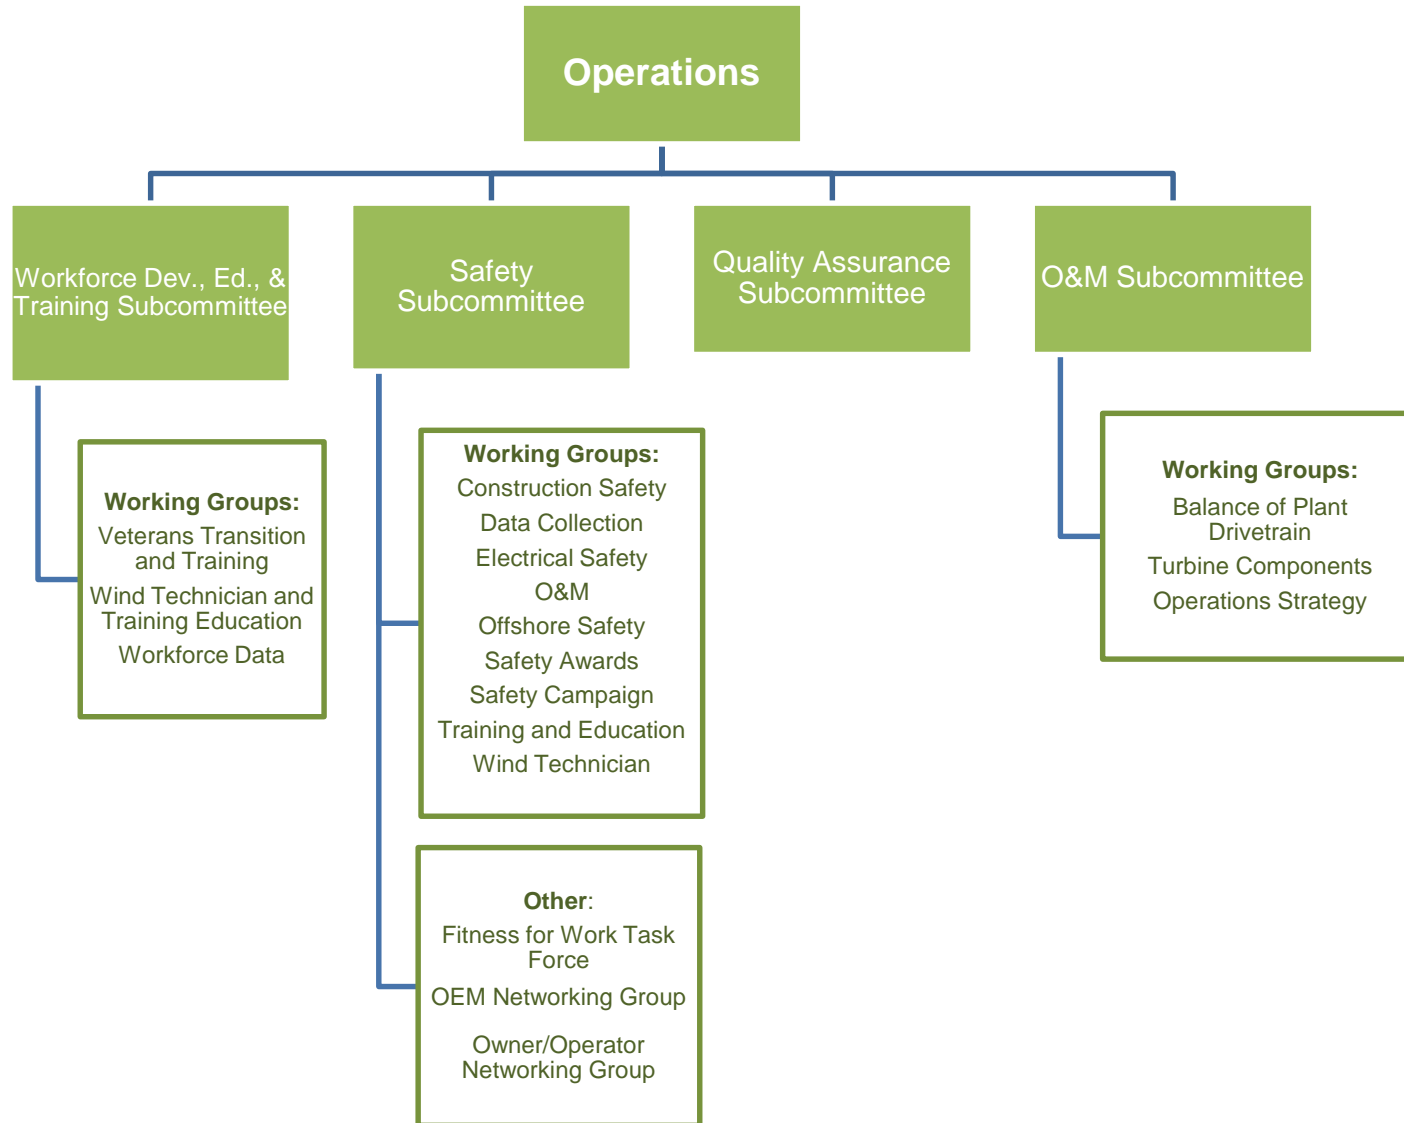 Operations
Workforce Dev., Ed., &
Training Subcommittee
Safety
Subcommittee
Quality Assurance
Subcommittee
O&M Subcommittee
Working Groups:
Veterans Transition
and Training
Wind Technician and
Training Education
Workforce Data
Working Groups:
Construction Safety
Data Collection
Electrical Safety
O&M
Offshore Safety
Safety Awards
Safety Campaign
Training and Education
Wind Technician
Other:
Fitness for Work Task
Force
OEM Networking Group
Owner/Operator
Networking Group
Working Groups:
Balance of Plant
Drivetrain
Turbine Components
Operations Strategy